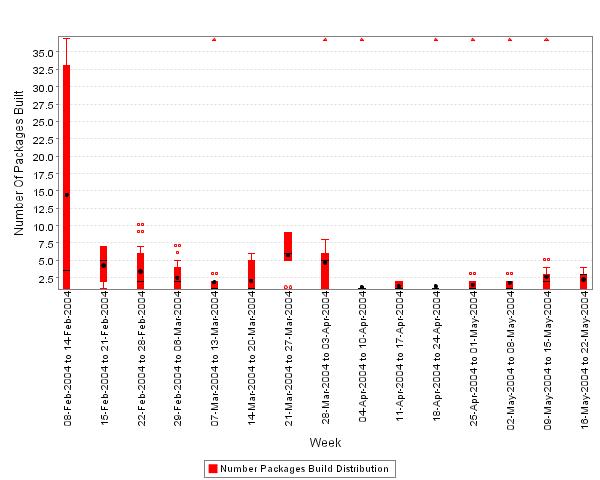 Number Of Packages Built
35.0
32.5
30.0
27.5
25.0
22.5
20.0
17.5
15.0
12.5
10.0
7.5
5.0
2.5
08-Feb-2004 to 14-Feb-2004
15-Feb-2004 to 21-Feb-2004
22-Feb-2004 to 28-Feb-2004
29-Feb-2004 to 06-Mar-2004
07-Mar-2004 to 13-Mar-2004
14-Mar-2004 to 20-Mar-2004
21-Mar-2004 to 27-Mar-2004
28-Mar-2004 to 03-Apr-2004
04-Apr-2004 to 10-Apr-2004
11-Apr-2004 to 17-Apr-2004
18-Apr-2004 to 24-Apr-2004
25-Apr-2004 to 01-May-2004
02-May-2004 to 08-May-2004
09-May-2004 to 15-May-2004
16-May-2004 to 22-May-2004
Week
Number Packages Build Distribution